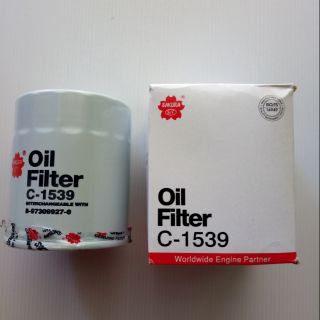 SAKURA
Oil
Filter
C-1539
INTERCHANGEABLE WITH
8-97309927-0
SAKURA
Oil
Filter
C-1539
Worldwide Engine Partner